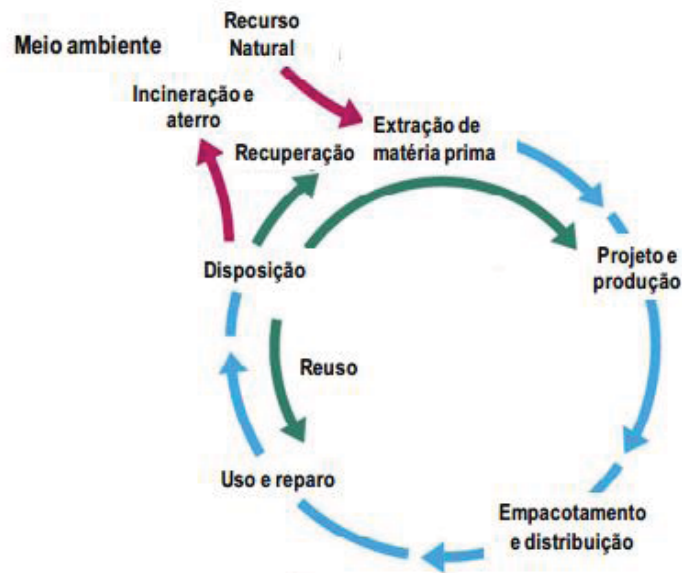 Recurso
Natural
Meio ambiente
Incineração e
aterro
Recuperação
Extração de
matéria prima
Disposição
Projeto e
produção
Reuso
Uso e reparo
Empacotamento
e distribuição